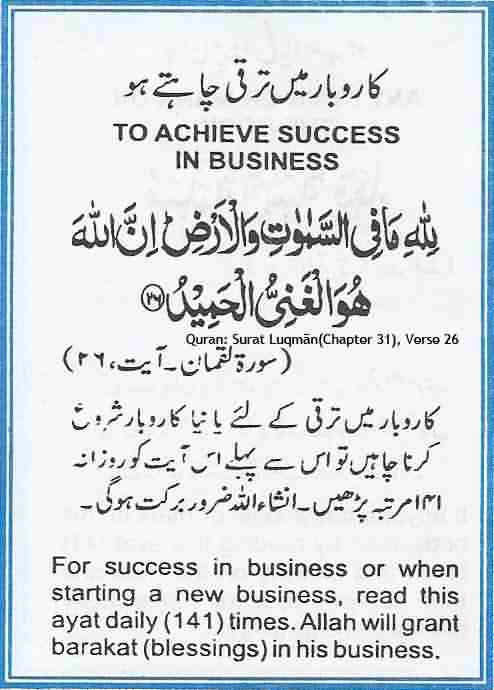 کاروبار میں ترقی چاہتے ہو
TO ACHIEVE SUCCESS
IN BUSINESS
لِلّٰهِ مَا فِی السَّمٰوٰتِ وَالْاَرْضِ ؕ اِنَّ اللّٰهَ
هُوَ الْغَنِیُّ الْحَمِیْدُ ﴿۲۶﴾
Quran: Surat Luqmān(Chapter 31), Verse 26
(سورۃ لقمان۔ آیت، ۲۶)
کاروبار میں ترقی کے لئے یا نیا کاروبار شروع
کرنا چاہیں تو اس سے پہلے اس آیت کو روزانہ
۱۴۱ مرتبہ پڑھیں۔ انشاء اللہ ضرور برکت ہوگی۔
For success in business or when
starting a new business, read this
ayat daily (141) times. Allah will grant
barakat (blessings) in his business.